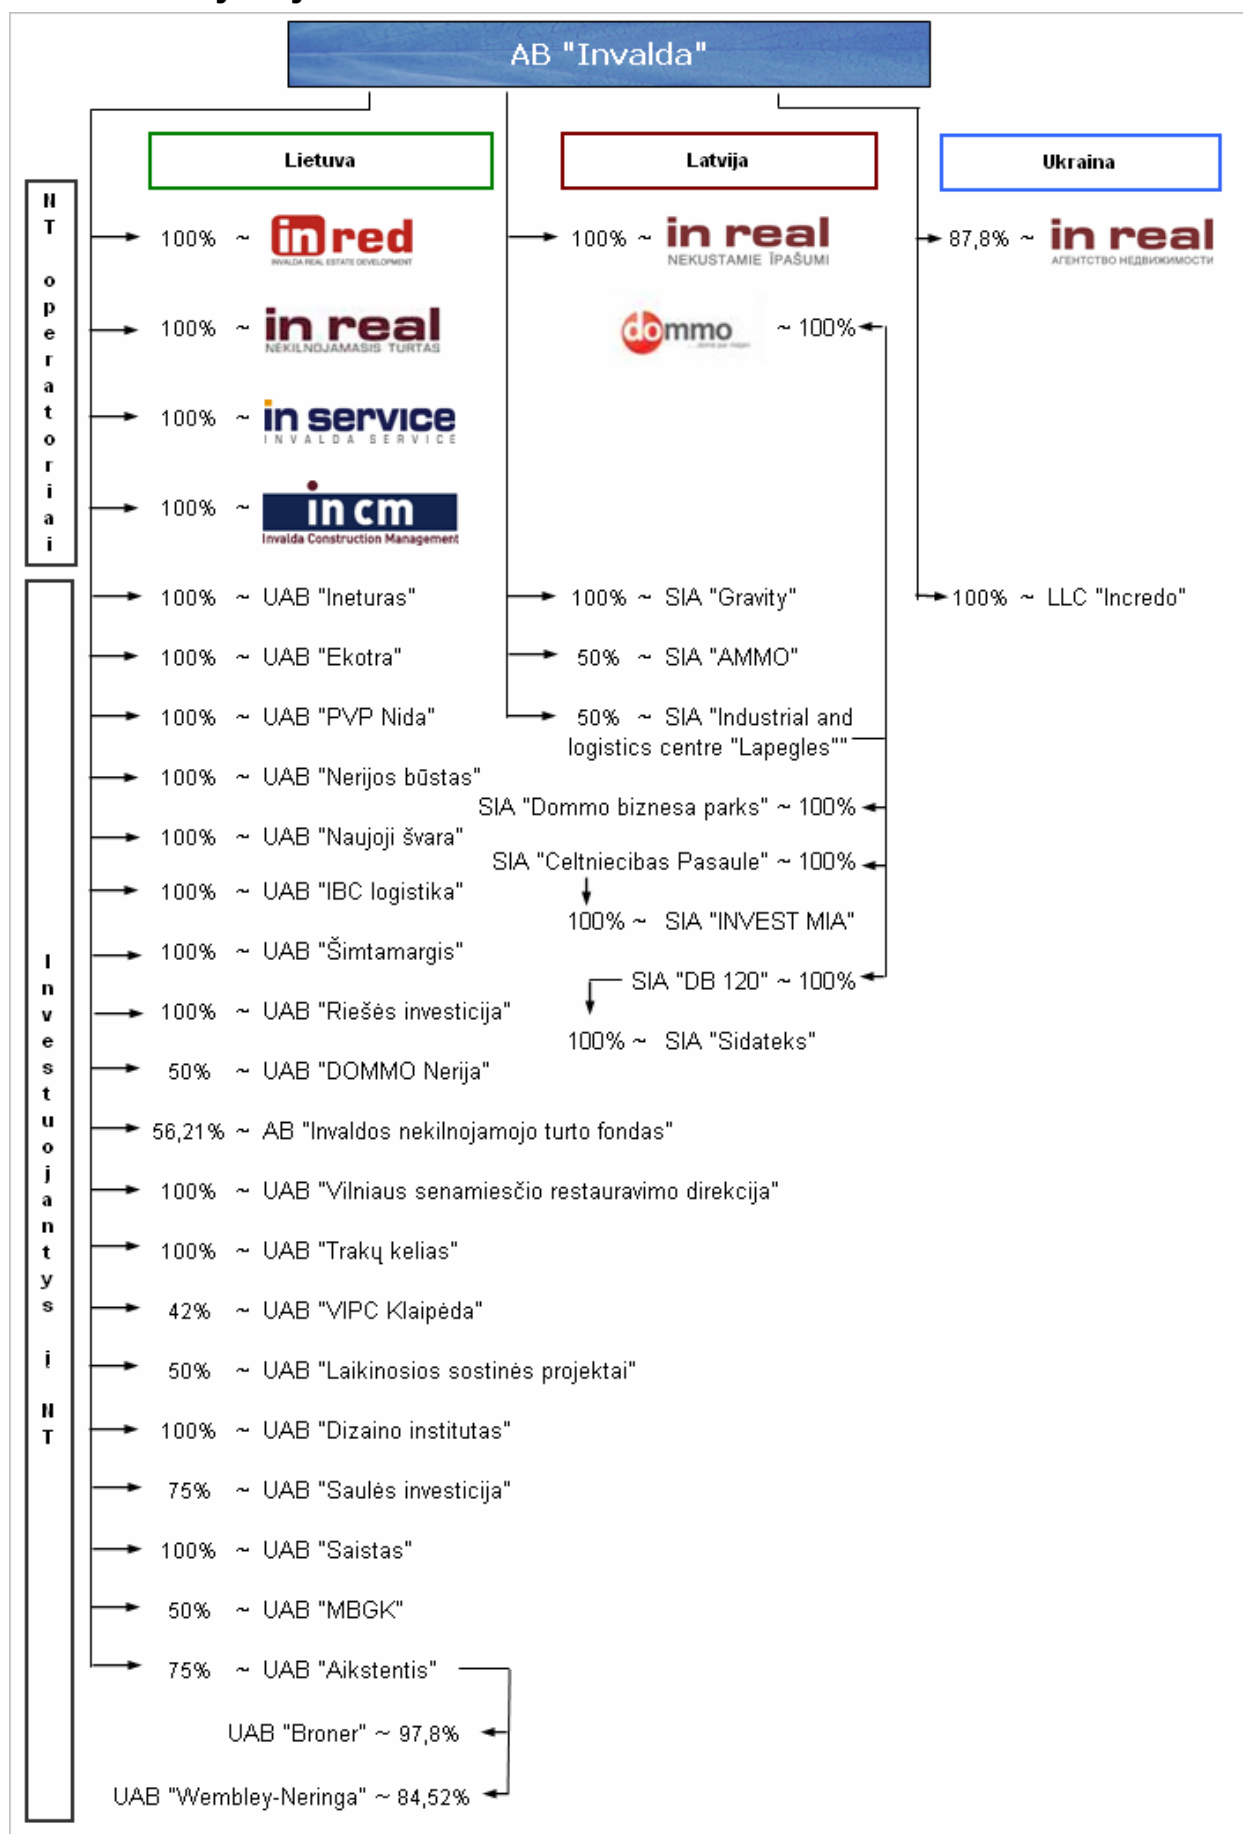 AB "Invalda"
Lietuva
Latvija
Ukraina
NT operatoriai
100% ~ in red
INVALDA REAL ESTATE DEVELOPMENT
100% ~ in real
NEKUSTAMIE ĪPAŠUMI
87,8% ~ in real
АГЕНТСТВО НЕДВИЖИМОСТИ
100% ~ in real
NEKILNOJAMASIS TURTAS
dommo ~ 100%
100% ~ in service
INVALDA SERVICE
100% ~ in cm
Invalda Construction Management
Investuojantys į NT
100% ~ UAB "Ineturas"
100% ~ SIA "Gravity"
100% ~ LLC "Incredo"
100% ~ UAB "Ekotra"
50% ~ SIA "AMMO"
100% ~ UAB "PVP Nida"
50% ~ SIA "Industrial and
logistics centre "Lapegles""
100% ~ UAB "Nerijos būstas"
SIA "Dommo biznesa parks" ~ 100%
100% ~ UAB "Naujoji švara"
SIA "Celtniecibas Pasaule" ~ 100%
100% ~ UAB "IBC logistika"
100% ~ SIA "INVEST MIA"
100% ~ UAB "Šimtamargis"
SIA "DB 120" ~ 100%
100% ~ UAB "Riešės investicija"
100% ~ SIA "Sidateks"
50% ~ UAB "DOMMO Nerija"
56,21% ~ AB "Invaldos nekilnojamojo turto fondas"
100% ~ UAB "Vilniaus senamiesčio restauravimo direkcija"
100% ~ UAB "Trakų kelias"
42% ~ UAB "VIPC Klaipėda"
50% ~ UAB "Laikinosios sostinės projektai"
100% ~ UAB "Dizaino institutas"
75% ~ UAB "Saulės investicija"
100% ~ UAB "Saistas"
50% ~ UAB "MBGK"
75% ~ UAB "Aikstentis"
UAB "Broner" ~ 97,8%
UAB "Wembley-Neringa" ~ 84,52%